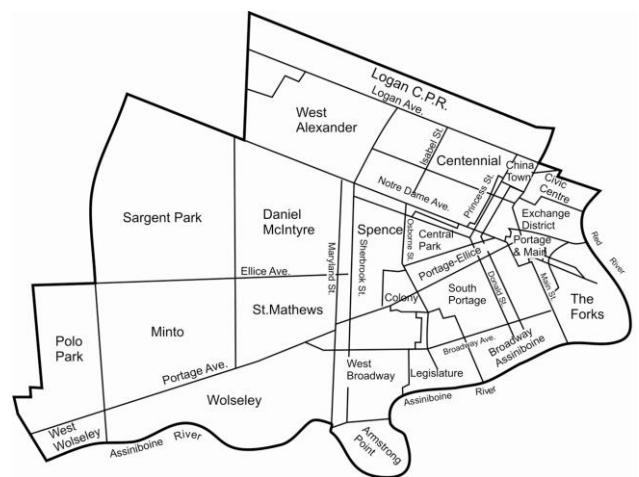 Logan C.P.R.
Logan Ave.
West
Alexander
Isabel St.
Centennial
Princess St.
China
Town
Civic
Centre
Notre Dame Ave.
Exchange
District
Sargent Park
Daniel
McIntyre
Maryland St.
Sherbrook St.
Spence
Osborne St.
Central
Park
Portage
& Main
Red
River
Ellice Ave.
Portage-Ellice
Donald St.
Main St.
Colony
South
Portage
The
Forks
Polo
Park
Minto
St.Mathews
Portage Ave.
Broadway Ave.
Broadway
Assiniboine
West
Broadway
Legislature
Wolseley
Assiniboine
River
West
Wolseley
Assiniboine
River
Armstrong
Point